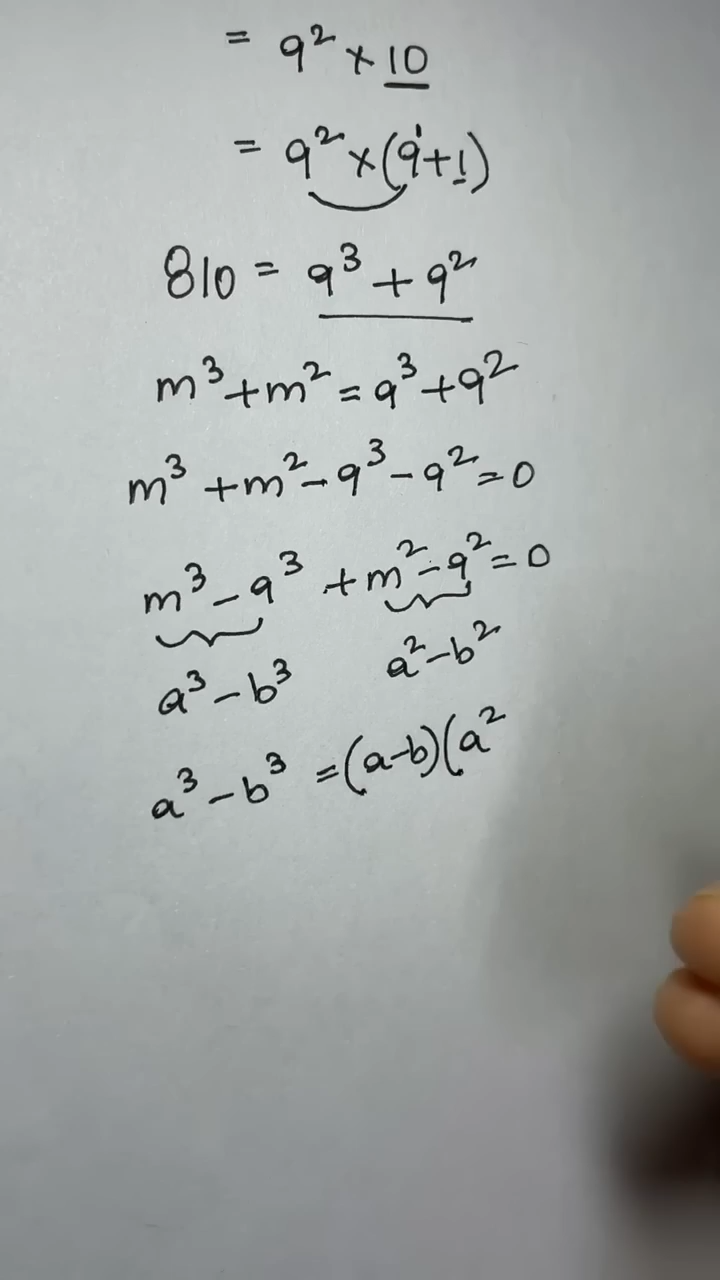 = 9² × 10
= 9² × (9¹+1)
810 = 9³ + 9²
m³ + m² = 9³ + 9²
m³ + m² - 9³ - 9² = 0
m³ - 9³ + m² - 9² = 0
a³ - b³ a² - b²
a³ - b³ = (a-b)(a²